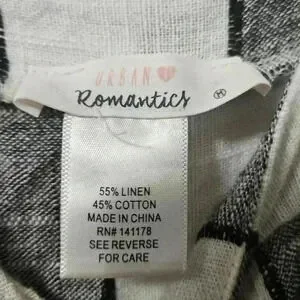 URBAN
Romantics
M
55% LINEN
45% COTTON
MADE IN CHINA
RN# 141178
SEE REVERSE
FOR CARE